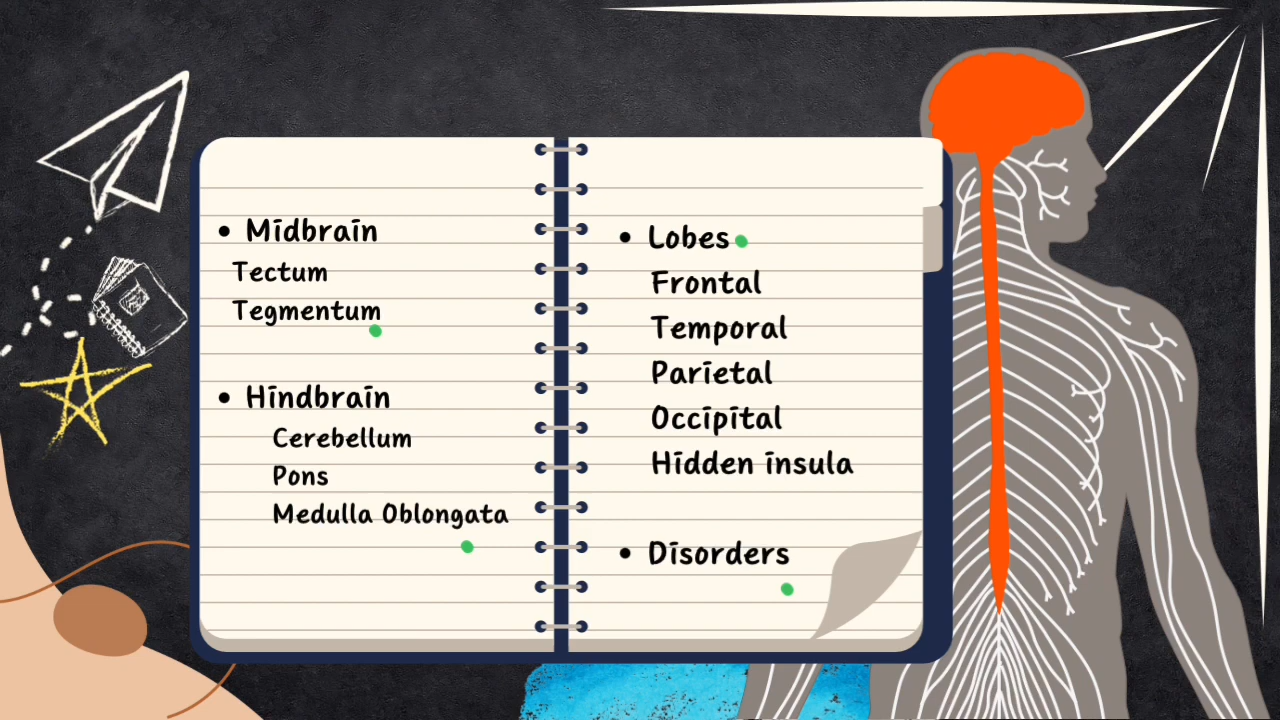 • Midbrain
Tectum
Tegmentum
• Hindbrain
Cerebellum
Pons
Medulla Oblongata
• Lobes
Frontal
Temporal
Parietal
Occipital
Hidden insula
• Disorders